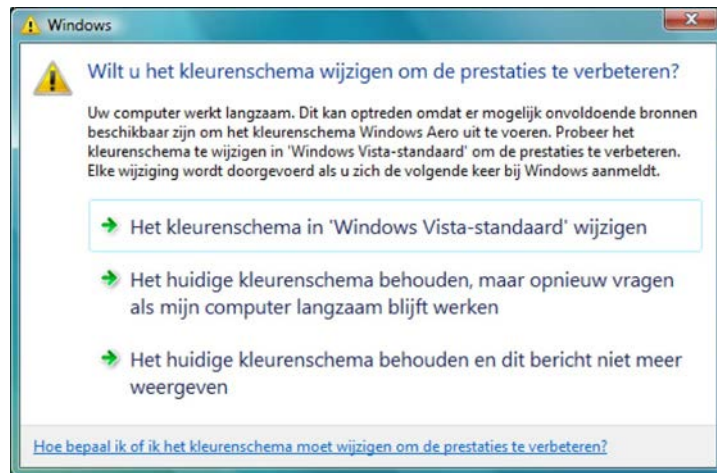 Windows
Wilt u het kleurenschema wijzigen om de prestaties te verbeteren?
Uw computer werkt langzaam. Dit kan optreden omdat er mogelijk onvoldoende bronnen
beschikbaar zijn om het kleurenschema Windows Aero uit te voeren. Probeer het
kleurenschema te wijzigen in 'Windows Vista-standaard' om de prestaties te verbeteren.
Elke wijziging wordt doorgevoerd als u zich de volgende keer bij Windows aanmeldt.
Het kleurenschema in 'Windows Vista-standaard' wijzigen
Het huidige kleurenschema behouden, maar opnieuw vragen
als mijn computer langzaam blijft werken
Het huidige kleurenschema behouden en dit bericht niet meer
weergeven
Hoe bepaal ik of ik het kleurenschema moet wijzigen om de prestaties te verbeteren?